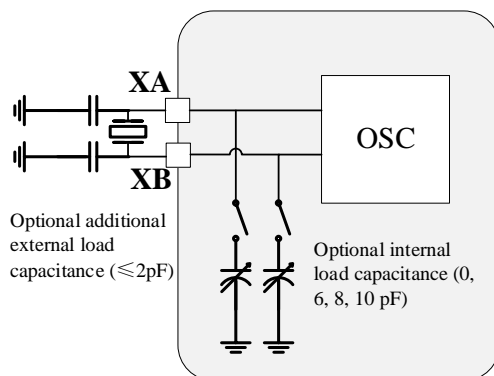 XA
OSC
XB
Optional additional
external load
capacitance (≤2pF)
Optional internal
load capacitance (0,
6, 8, 10 pF)